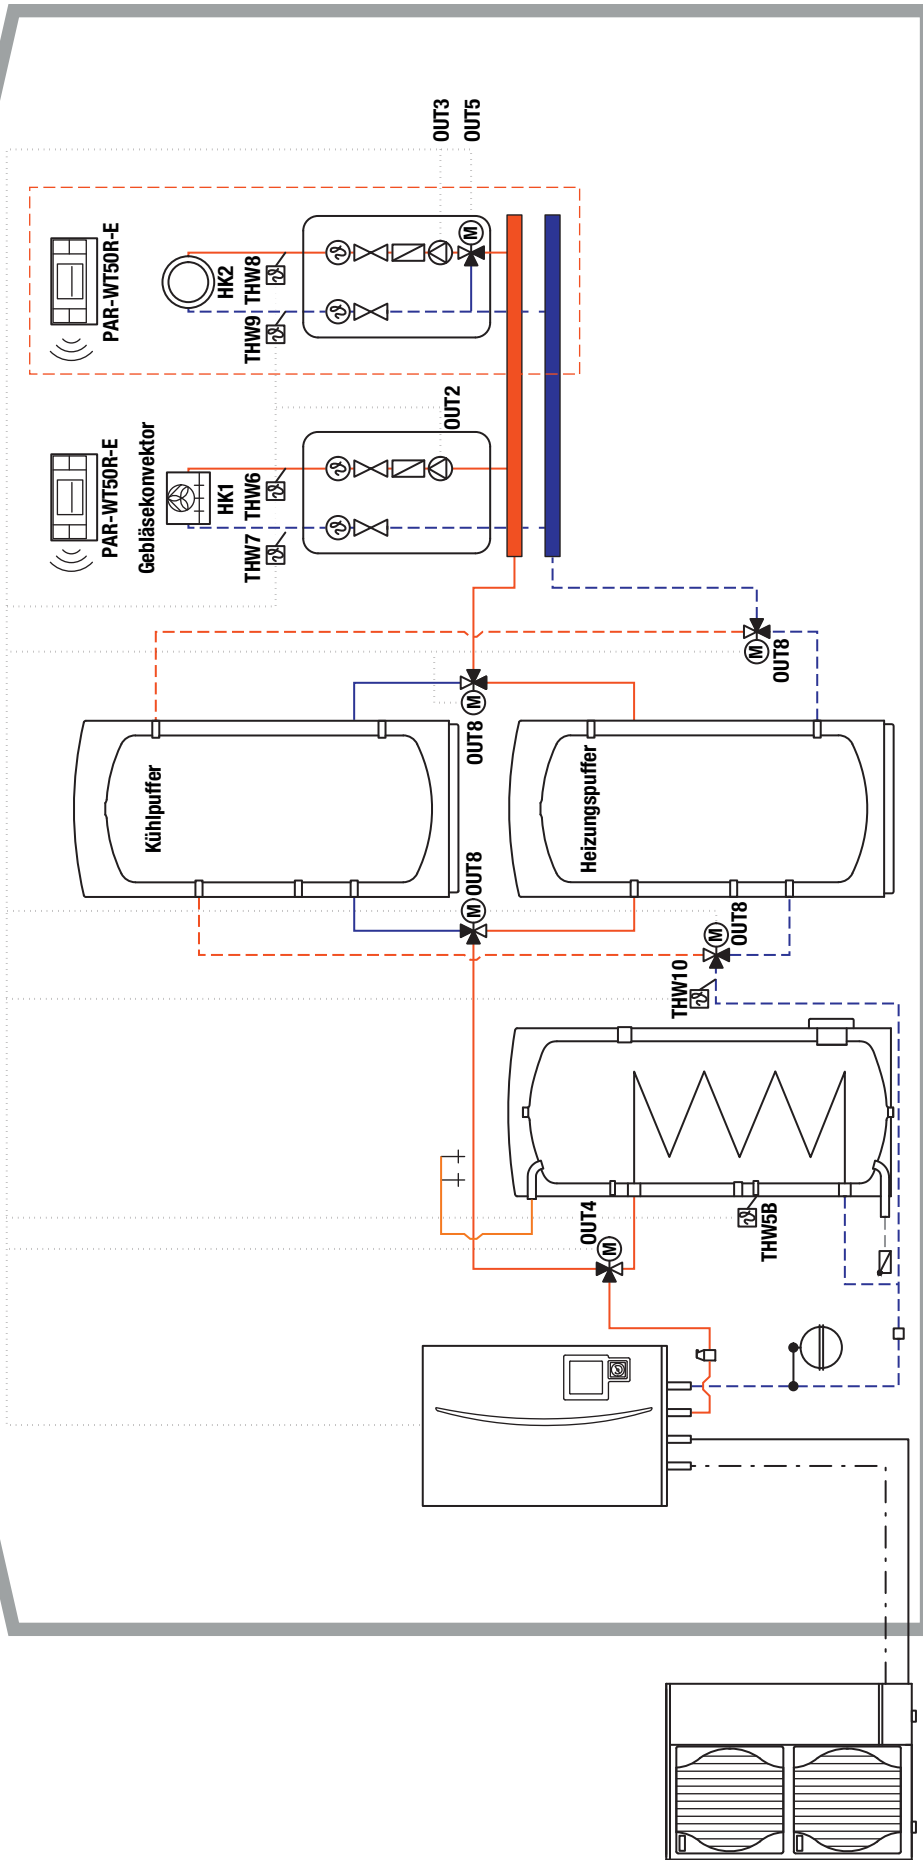 OUT3
OUT5
PAR-WT50R-E
HK2
THW8
THW9
OUT2
PAR-WT50R-E
Gebläsekonvektor
HK1
THW6
THW7
M
M
OUT8
M
OUT8
Kühlpuffer
Heizungspuffer
M
OUT8
M
OUT8
THW10
M
OUT4
THW5B